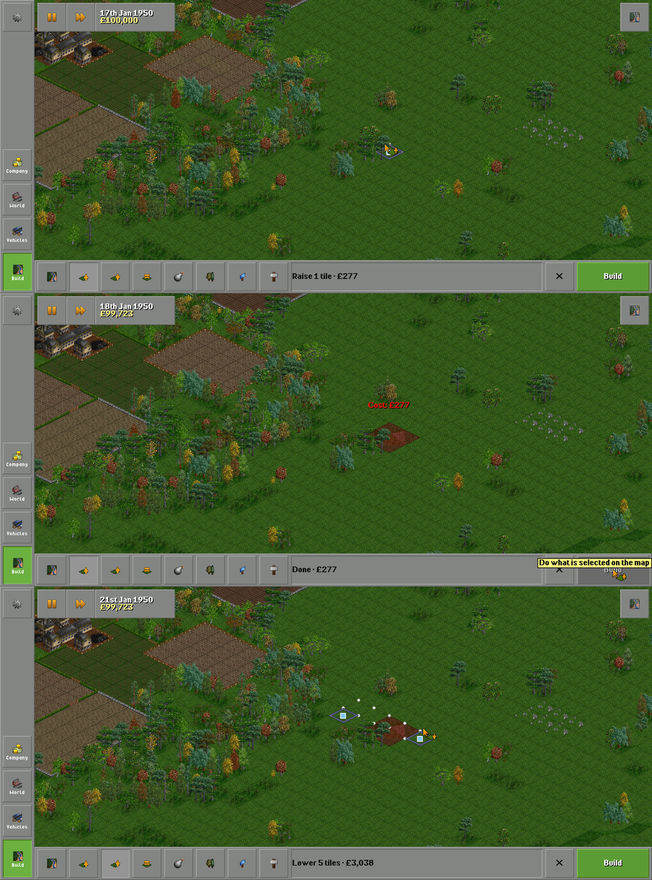 17th Jan 1950
£100,000
Company
World
Vehicles
Build
Raise 1 tile · £277
Build
18th Jan 1950
£99,723
Cost: £277
Company
World
Vehicles
Build
Done · £277
Do what is selected on the map
Build
21st Jan 1950
£99,723
Company
World
Vehicles
Build
Lower 5 tiles · £3,038
Build